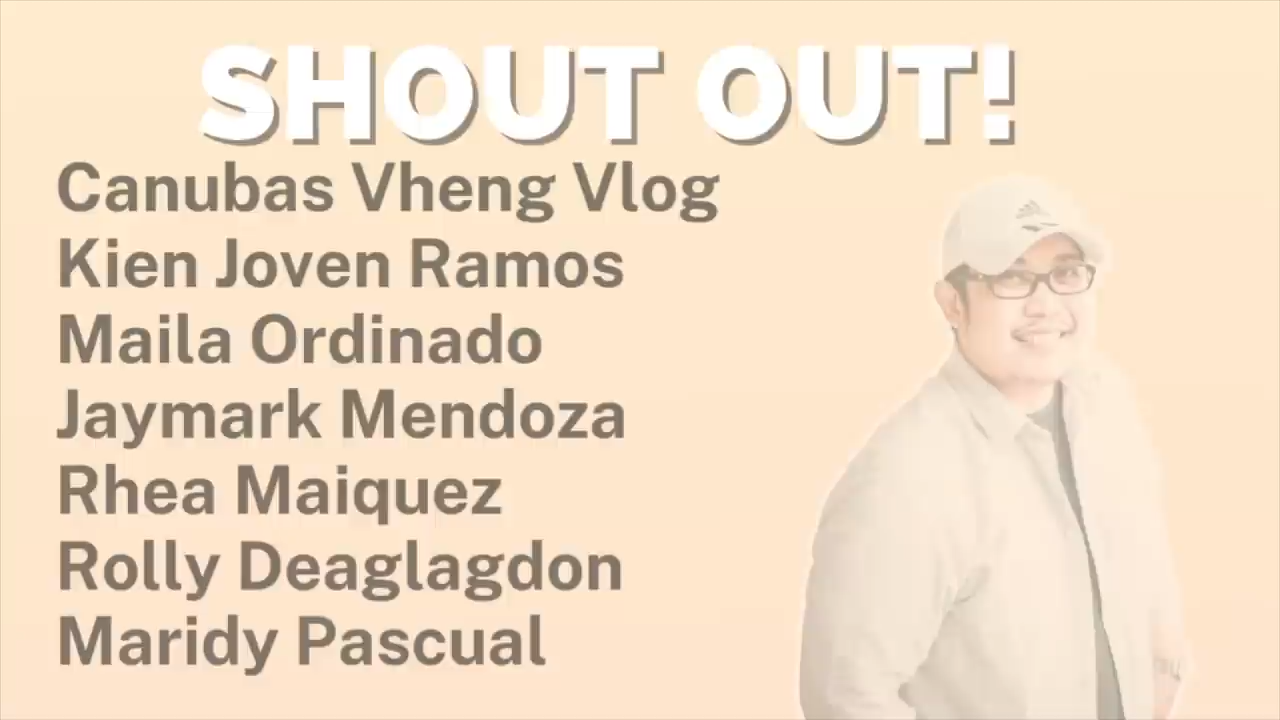 SHOUT OUT!
Canubas Vheng Vlog
Kien Joven Ramos
Maila Ordinado
Jaymark Mendoza
Rhea Maiquez
Rolly Deaglagdon
Maridy Pascual